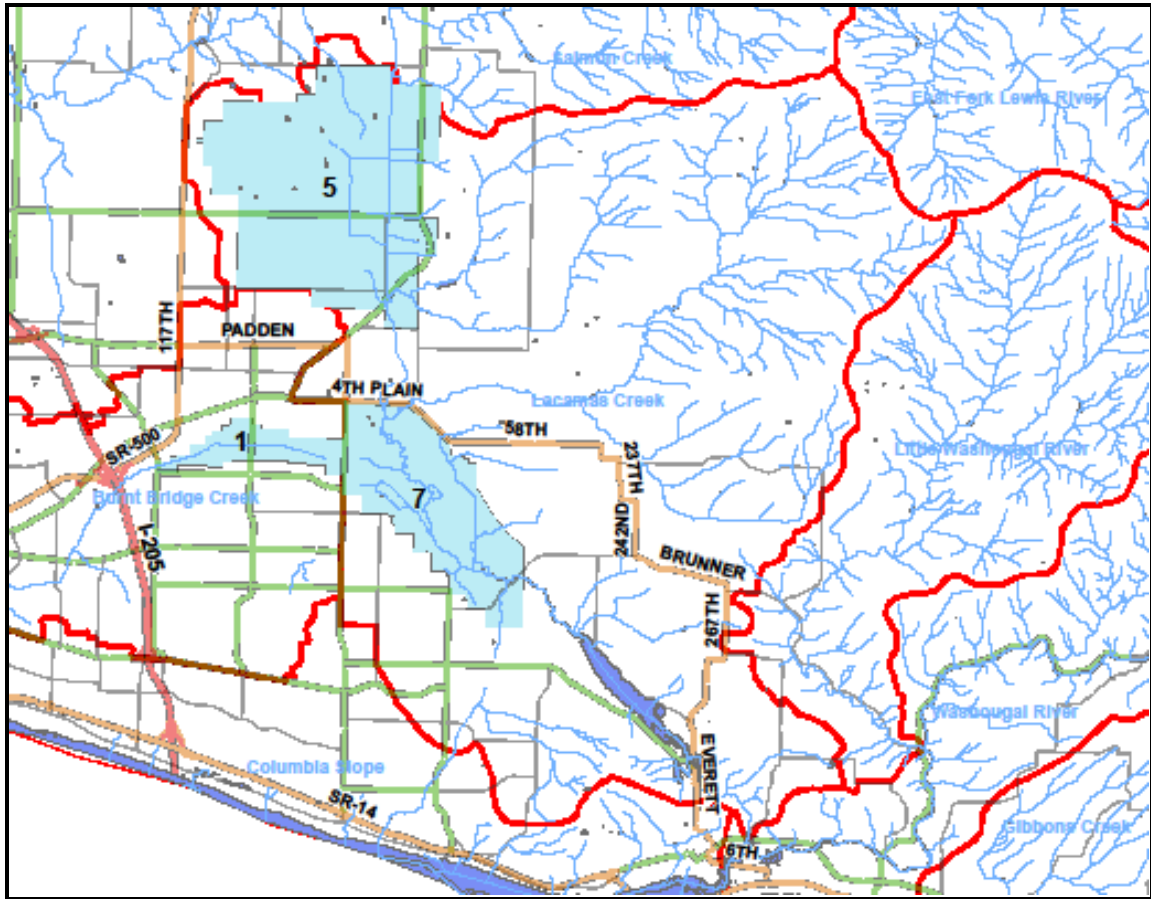 Salmon Creek
East Fork Lewis River
5
117TH
PADDEN
4TH PLAIN
Lacamas Creek
58TH
SR-500
1
237TH
Little Washougal River
Burnt Bridge Creek
7
242ND
I-205
BRUNNER
267TH
Washougal River
EVERETT
Columbia Slope
SR-14
Gibbons Creek
6TH